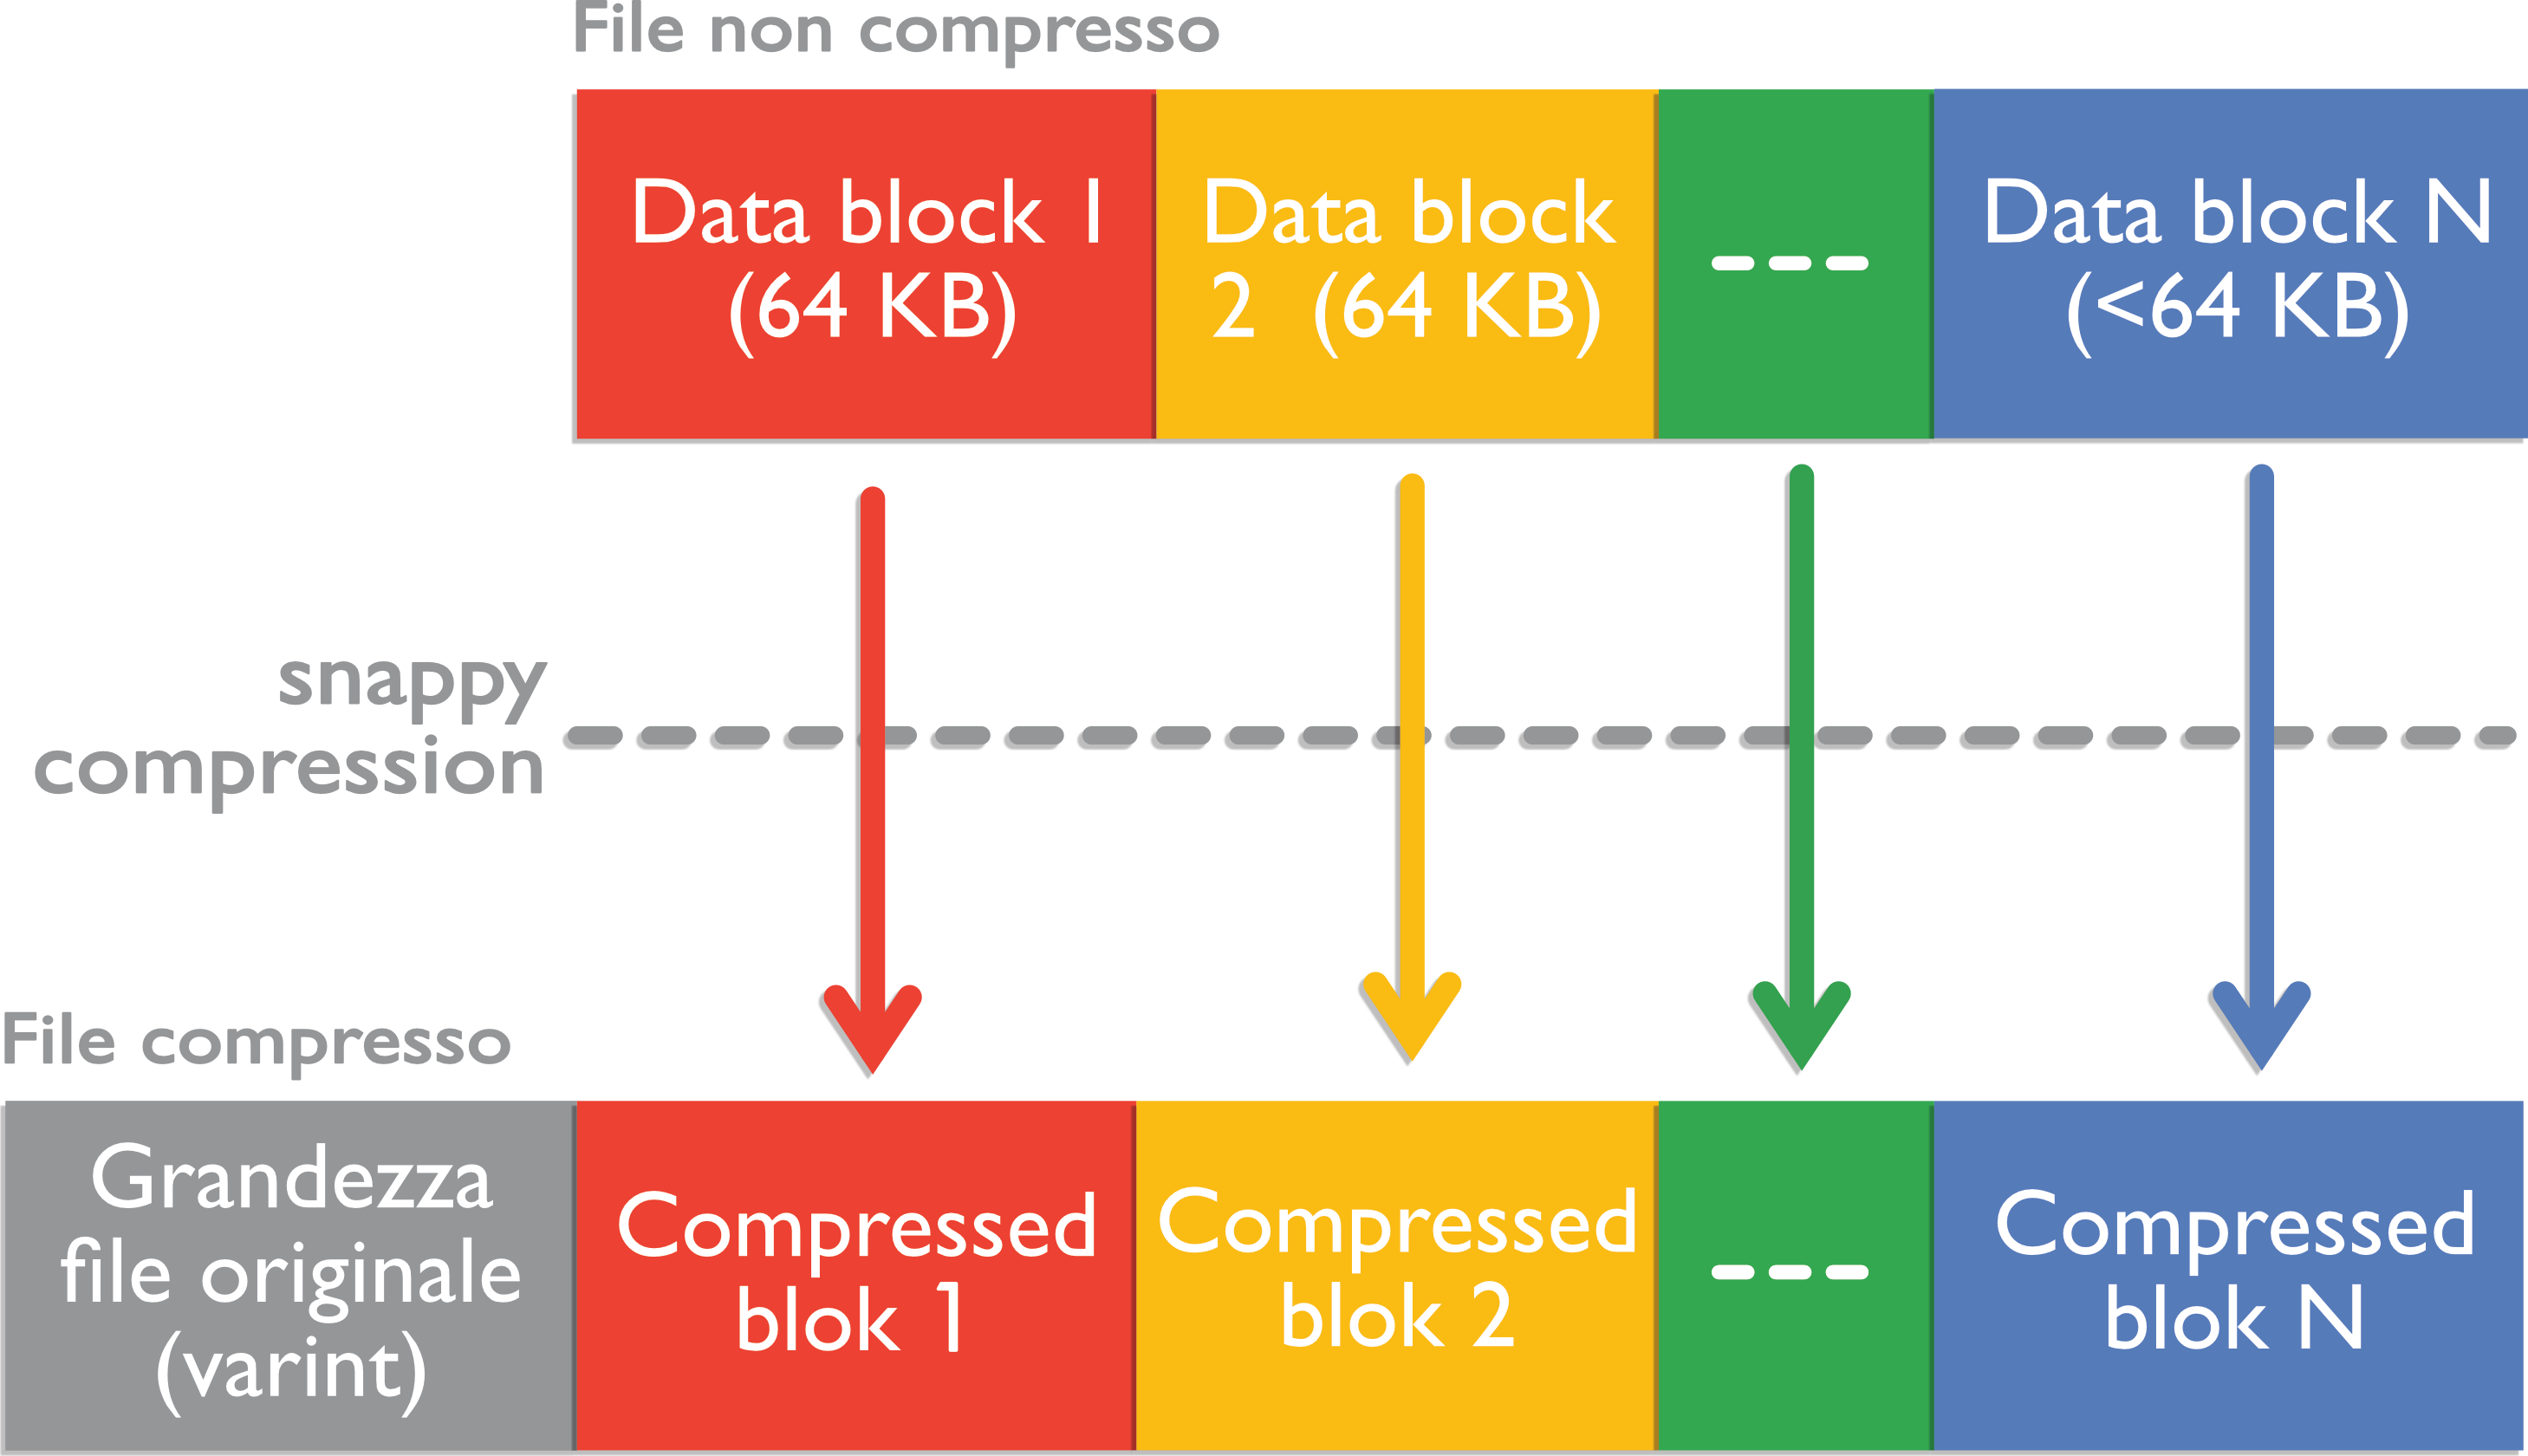 File non compresso
Data block 1
(64 KB)
Data block
2 (64 KB)
---
Data block N
(<64 KB)
snappy
compression
File compresso
Grandezza
file originale
(varint)
Compressed
blok 1
Compressed
blok 2
---
Compressed
blok N